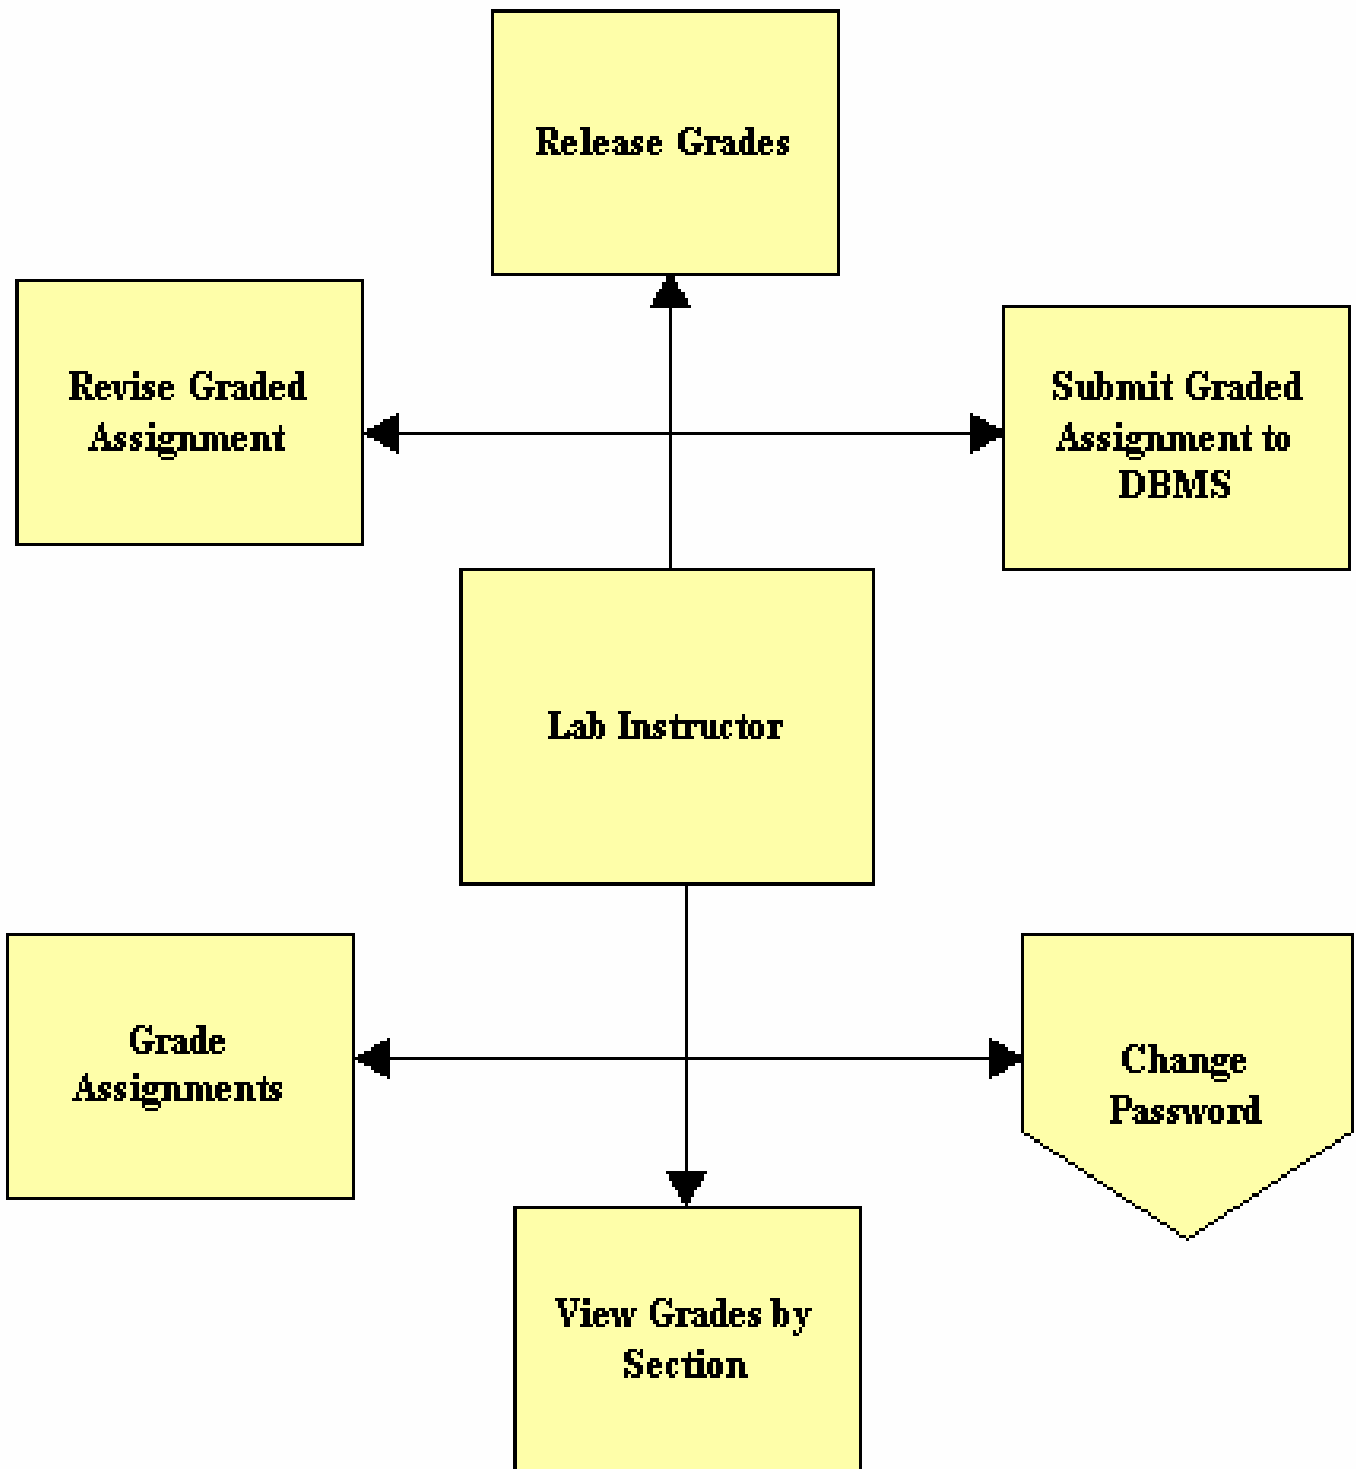 Release Grades
Revise Graded
Assignment
Submit Graded
Assignment to
DBMS
Lab Instructor
Grade
Assignments
Change
Password
View Grades by
Section